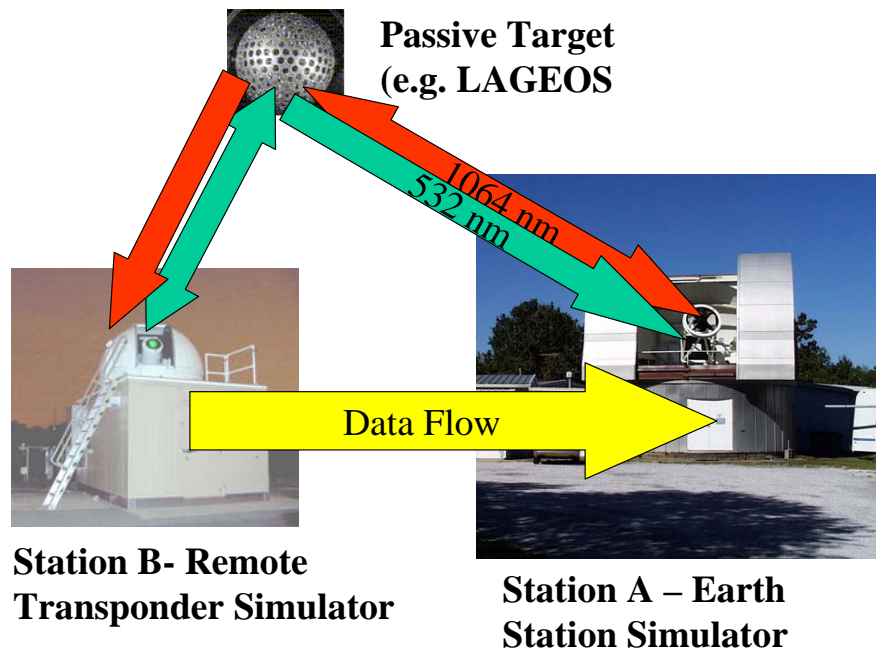 Passive Target
(e.g. LAGEOS
1064 nm
532 nm
Data Flow
Station B- Remote
Transponder Simulator
Station A – Earth
Station Simulator